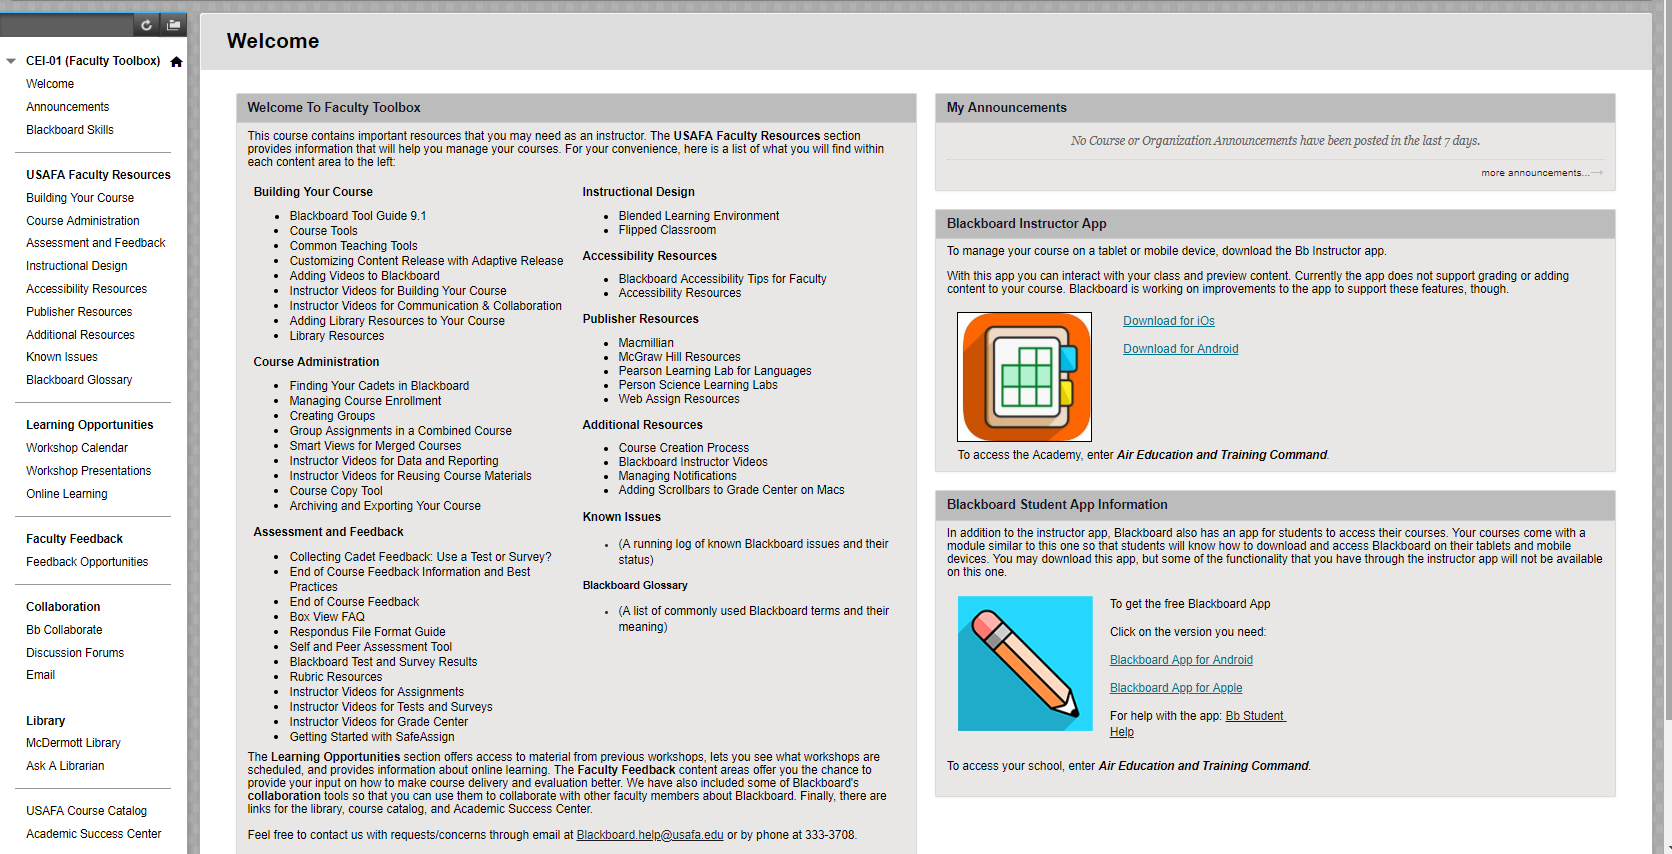 Welcome
CEI-01 (Faculty Toolbox)
Welcome
Announcements
Blackboard Skills
USAFA Faculty Resources
Building Your Course
Course Administration
Assessment and Feedback
Instructional Design
Accessibility Resources
Publisher Resources
Additional Resources
Known Issues
Blackboard Glossary
Learning Opportunities
Workshop Calendar
Workshop Presentations
Online Learning
Faculty Feedback
Feedback Opportunities
Collaboration
Bb Collaborate
Discussion Forums
Email
Library
McDermott Library
Ask A Librarian
USAFA Course Catalog
Academic Success Center
Welcome To Faculty Toolbox
This course contains important resources that you may need as an instructor. The USAFA Faculty Resources section
provides information that will help you manage your courses. For your convenience, here is a list of what you will find within
each content area to the left:
Building Your Course
• Blackboard Tool Guide 9.1
• Course Tools
• Common Teaching Tools
• Customizing Content Release with Adaptive Release
• Adding Videos to Blackboard
• Instructor Videos for Building Your Course
• Instructor Videos for Communication & Collaboration
• Adding Library Resources to Your Course
• Library Resources
Course Administration
• Finding Your Cadets in Blackboard
• Managing Course Enrollment
• Creating Groups
• Group Assignments in a Combined Course
• Smart Views for Merged Courses
• Instructor Videos for Data and Reporting
• Instructor Videos for Reusing Course Materials
• Course Copy Tool
• Archiving and Exporting Your Course
Assessment and Feedback
• Collecting Cadet Feedback: Use a Test or Survey?
• End of Course Feedback Information and Best
Practices
• End of Course Feedback
• Box View FAQ
• Respondus File Format Guide
• Self and Peer Assessment Tool
• Blackboard Test and Survey Results
• Rubric Resources
• Instructor Videos for Assignments
• Instructor Videos for Tests and Surveys
• Instructor Videos for Grade Center
• Getting Started with SafeAssign
Instructional Design
• Blended Learning Environment
• Flipped Classroom
Accessibility Resources
• Blackboard Accessibility Tips for Faculty
• Accessibility Resources
Publisher Resources
• Macmillian
• McGraw Hill Resources
• Pearson Learning Lab for Languages
• Person Science Learning Labs
• Web Assign Resources
Additional Resources
• Course Creation Process
• Blackboard Instructor Videos
• Managing Notifications
• Adding Scrollbars to Grade Center on Macs
Known Issues
• (A running log of known Blackboard issues and their
status)
Blackboard Glossary
• (A list of commonly used Blackboard terms and their
meaning)
The Learning Opportunities section offers access to material from previous workshops, lets you see what workshops are
scheduled, and provides information about online learning. The Faculty Feedback content areas offer you the chance to
provide your input on how to make course delivery and evaluation better. We have also included some of Blackboard's
collaboration tools so that you can use them to collaborate with other faculty members about Blackboard. Finally, there are
links for the library, course catalog, and Academic Success Center.
Feel free to contact us with requests/concerns through email at Blackboard.help@usafa.edu or by phone at 333-3708.
My Announcements
No Course or Organization Announcements have been posted in the last 7 days.
more announcements...→
Blackboard Instructor App
To manage your course on a tablet or mobile device, download the Bb Instructor app.
With this app you can interact with your class and preview content. Currently the app does not support grading or adding
content to your course. Blackboard is working on improvements to the app to support these features, though.
Download for iOs
Download for Android
To access the Academy, enter Air Education and Training Command.
Blackboard Student App Information
In addition to the instructor app, Blackboard also has an app for students to access their courses. Your courses come with a
module similar to this one so that students will know how to download and access Blackboard on their tablets and mobile
devices. You may download this app, but some of the functionality that you have through the instructor app will not be available
on this one.
To get the free Blackboard App
Click on the version you need:
Blackboard App for Android
Blackboard App for Apple
For help with the app: Bb Student
Help
To access your school, enter Air Education and Training Command.